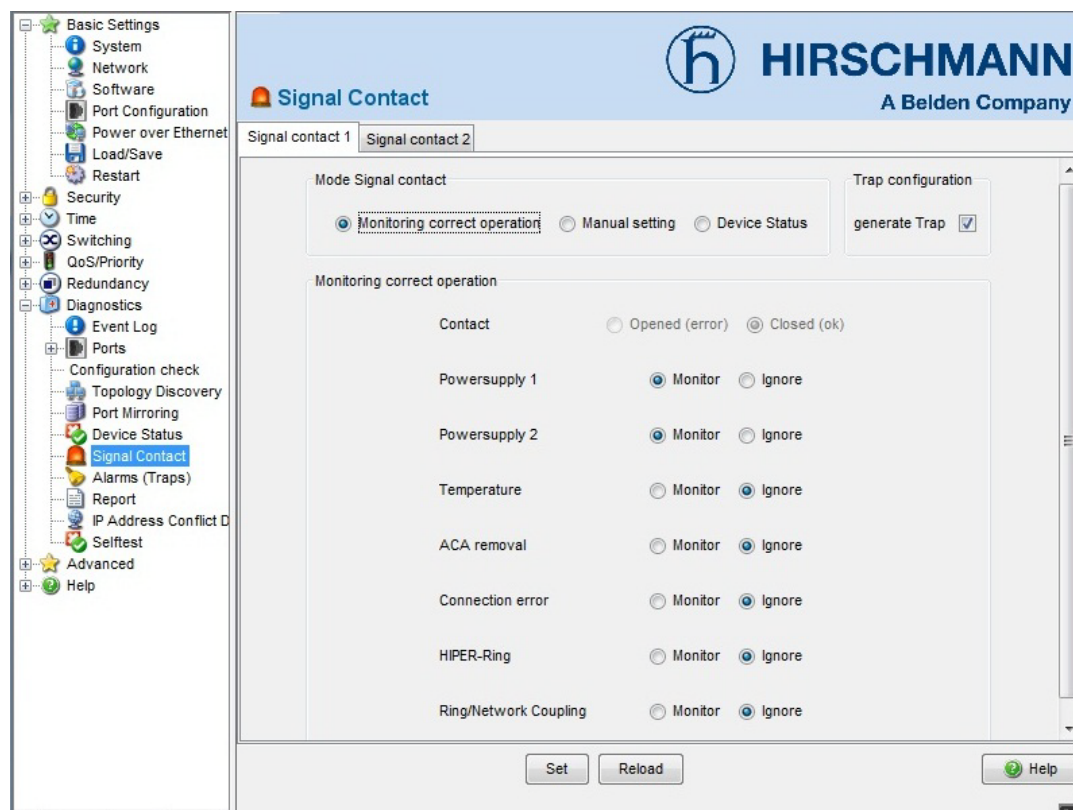 Basic Settings
System
Network
Software
Port Configuration
Power over Ethernet
Load/Save
Restart
Security
Time
Switching
QoS/Priority
Redundancy
Diagnostics
Event Log
Ports
Configuration check
Topology Discovery
Port Mirroring
Device Status
Signal Contact
Alarms (Traps)
Report
IP Address Conflict D
Selftest
Advanced
Help
HIRSCHMANN
A Belden Company
Signal Contact
Signal contact 1 Signal contact 2
Mode Signal contact
Monitoring correct operation Manual setting Device Status
Trap configuration
generate Trap
Monitoring correct operation
Contact Opened (error) Closed (ok)
Powersupply 1 Monitor Ignore
Powersupply 2 Monitor Ignore
Temperature Monitor Ignore
ACA removal Monitor Ignore
Connection error Monitor Ignore
HIPER-Ring Monitor Ignore
Ring/Network Coupling Monitor Ignore
Set Reload Help